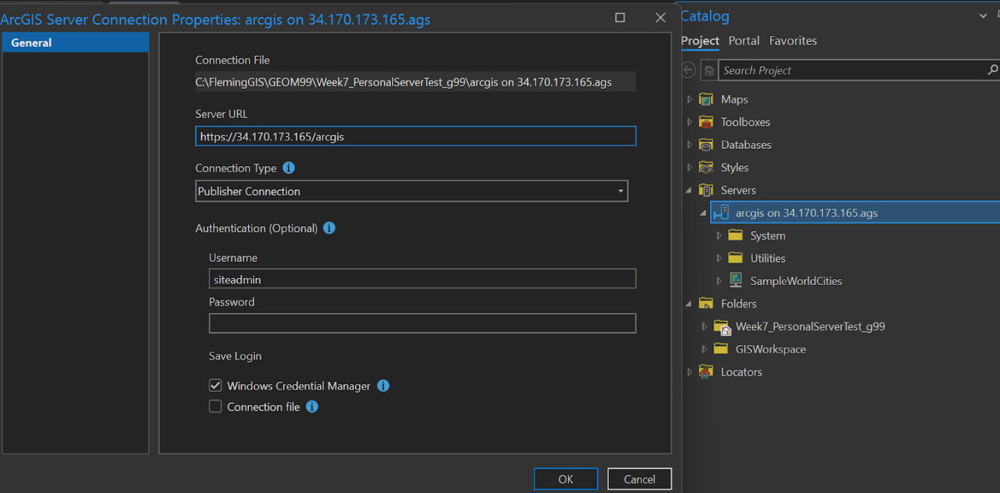 ArcGIS Server Connection Properties: arcgis on 34.170.173.165.ags
General
Connection File
C:\FlemingGIS\GEOM99\Week7_PersonalServerTest_g99\arcgis on 34.170.173.165.ags
Server URL
https://34.170.173.165/arcgis
Connection Type
Publisher Connection
Authentication (Optional)
Username
siteadmin
Password
Save Login
Windows Credential Manager
Connection file
OK
Cancel
Catalog
Project Portal Favorites
Search Project
Maps
Toolboxes
Databases
Styles
Servers
arcgis on 34.170.173.165.ags
System
Utilities
SampleWorldCities
Folders
Week7_PersonalServerTest_g99
GISWorkspace
Locators